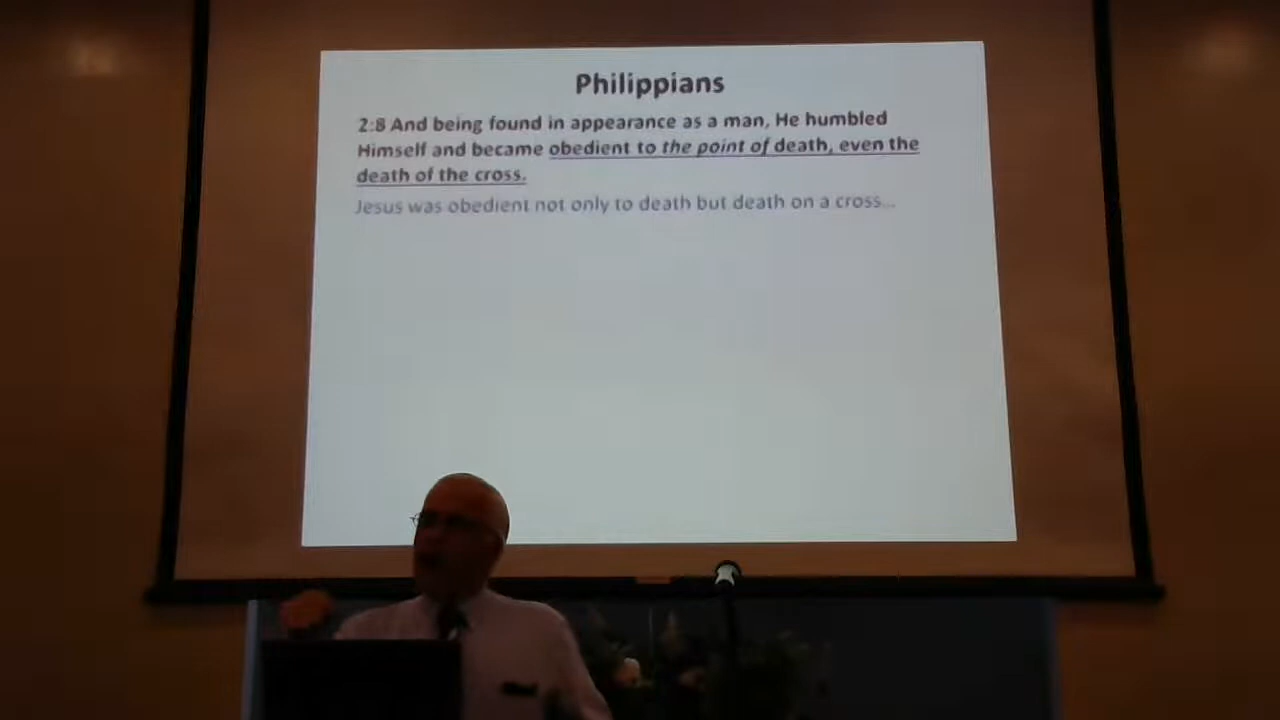 Philippians
2:8 And being found in appearance as a man, He humbled
Himself and became obedient to the point of death, even the
death of the cross.
Jesus was obedient not only to death but death on a cross...